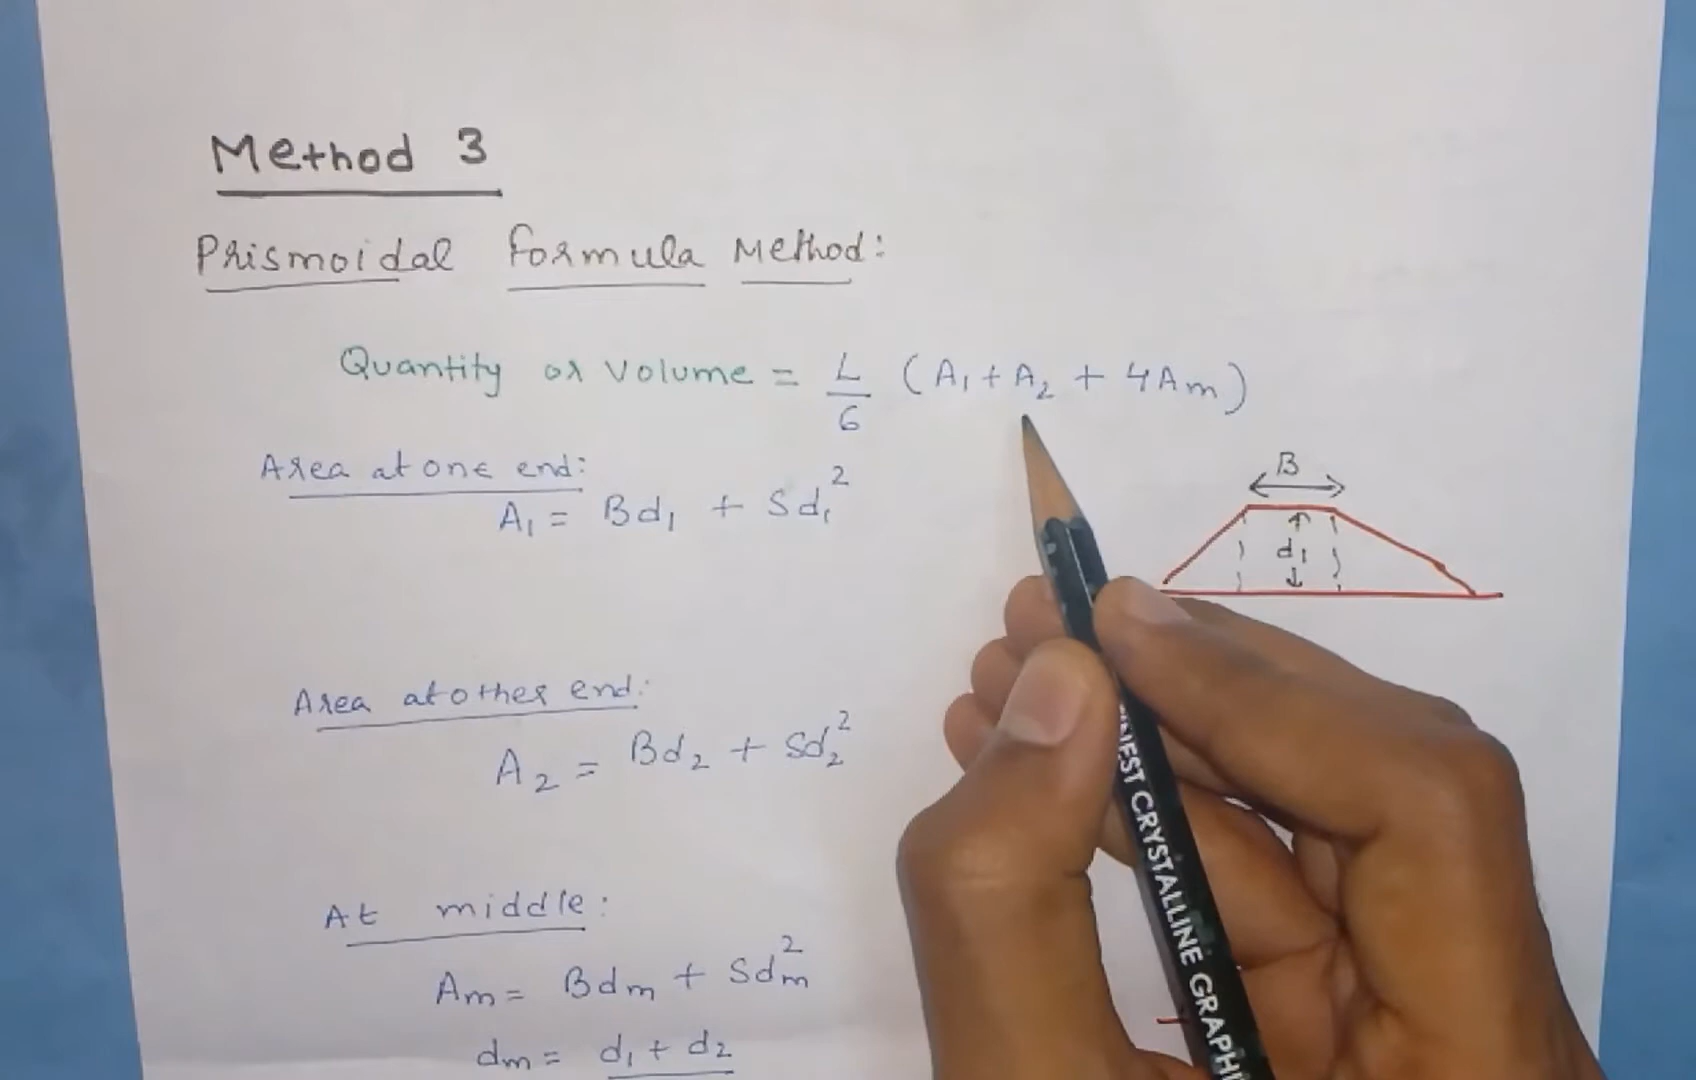 Method 3
Prismoidal Formula Method:
Quantity or Volume = L/6 (A₁ + A₂ + 4Am)
Area at one end:
A₁ = Bd₁ + Sd₁²
B
d₁
Area at other end:
A₂ = Bd₂ + Sd₂²
At middle:
Am = Bdm + Sdm²
dm = d₁ + d₂
CRYSTALLINE